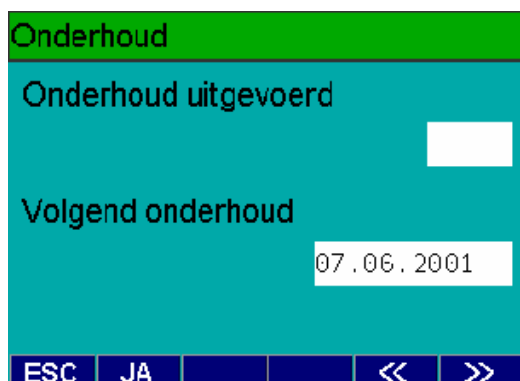 Onderhoud
Onderhoud uitgevoerd
Volgend onderhoud
07.06.2001
ESC JA << >>